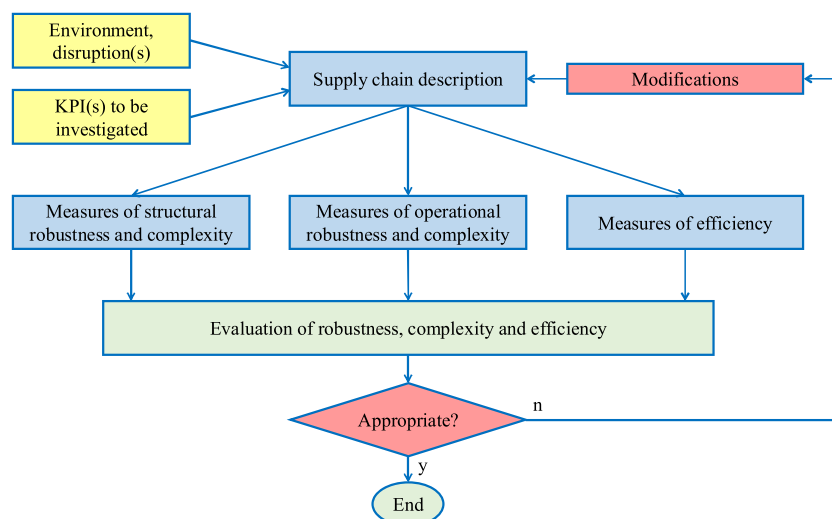 Environment,
disruption(s)
KPI(s) to be
investigated
Supply chain description
Modifications
Measures of structural
robustness and complexity
Measures of operational
robustness and complexity
Measures of efficiency
Evaluation of robustness, complexity and efficiency
Appropriate?
n
y
End